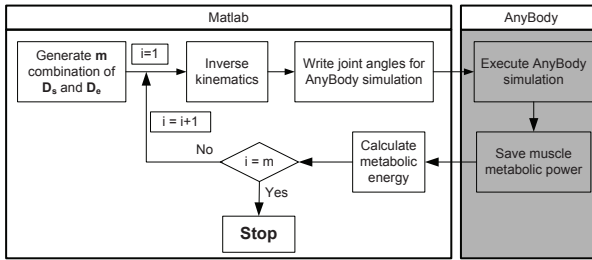 Matlab
AnyBody
Generate m
combination of
Ds and De
i=1
Inverse
kinematics
Write joint angles for
AnyBody simulation
Execute AnyBody
simulation
i = i+1
No
i = m
Yes
Stop
Calculate
metabolic
energy
Save muscle
metabolic power